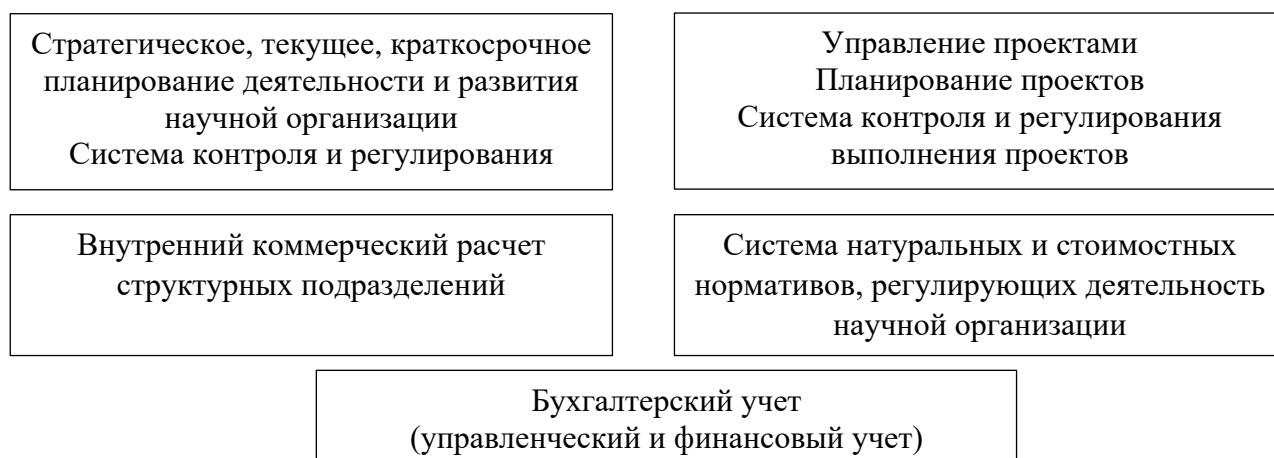 Стратегическое, текущее, краткосрочное
планирование деятельности и развития
научной организации
Система контроля и регулирования
Управление проектами
Планирование проектов
Система контроля и регулирования
выполнения проектов
Внутренний коммерческий расчет
структурных подразделений
Система натуральных и стоимостных
нормативов, регулирующих деятельность
научной организации
Бухгалтерский учет
(управленческий и финансовый учет)